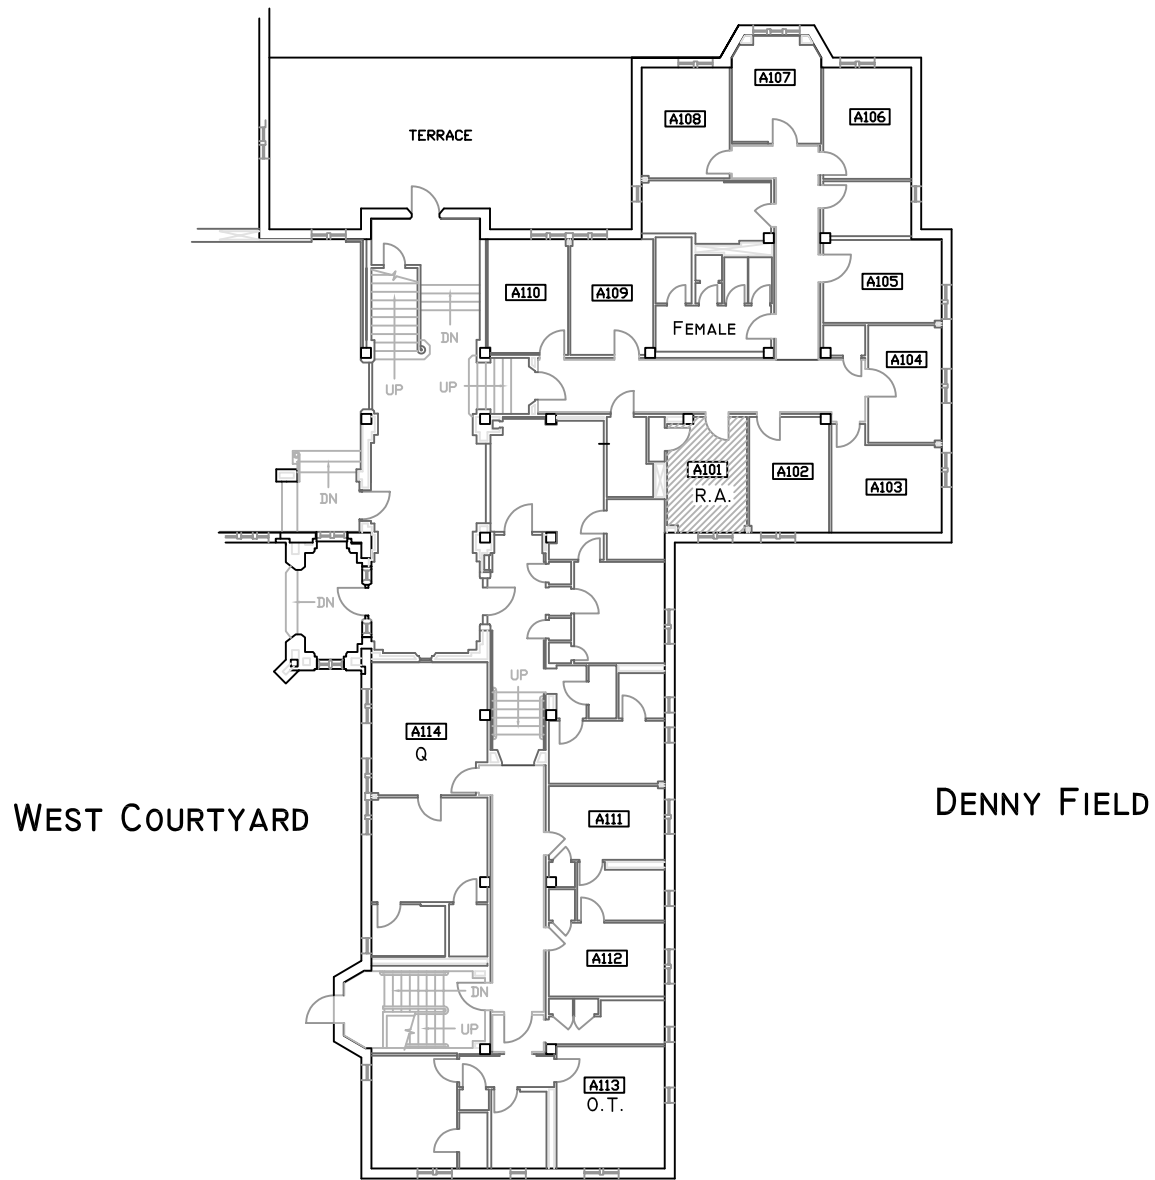 A107
A108
A106
TERRACE
A105
A110
A109
FEMALE
DN
A104
UP
UP
A101
A102
R.A.
A103
DN
DN
UP
A114
Q
WEST COURTYARD
DENNY FIELD
A111
A112
DN
UP
A113
O.T.